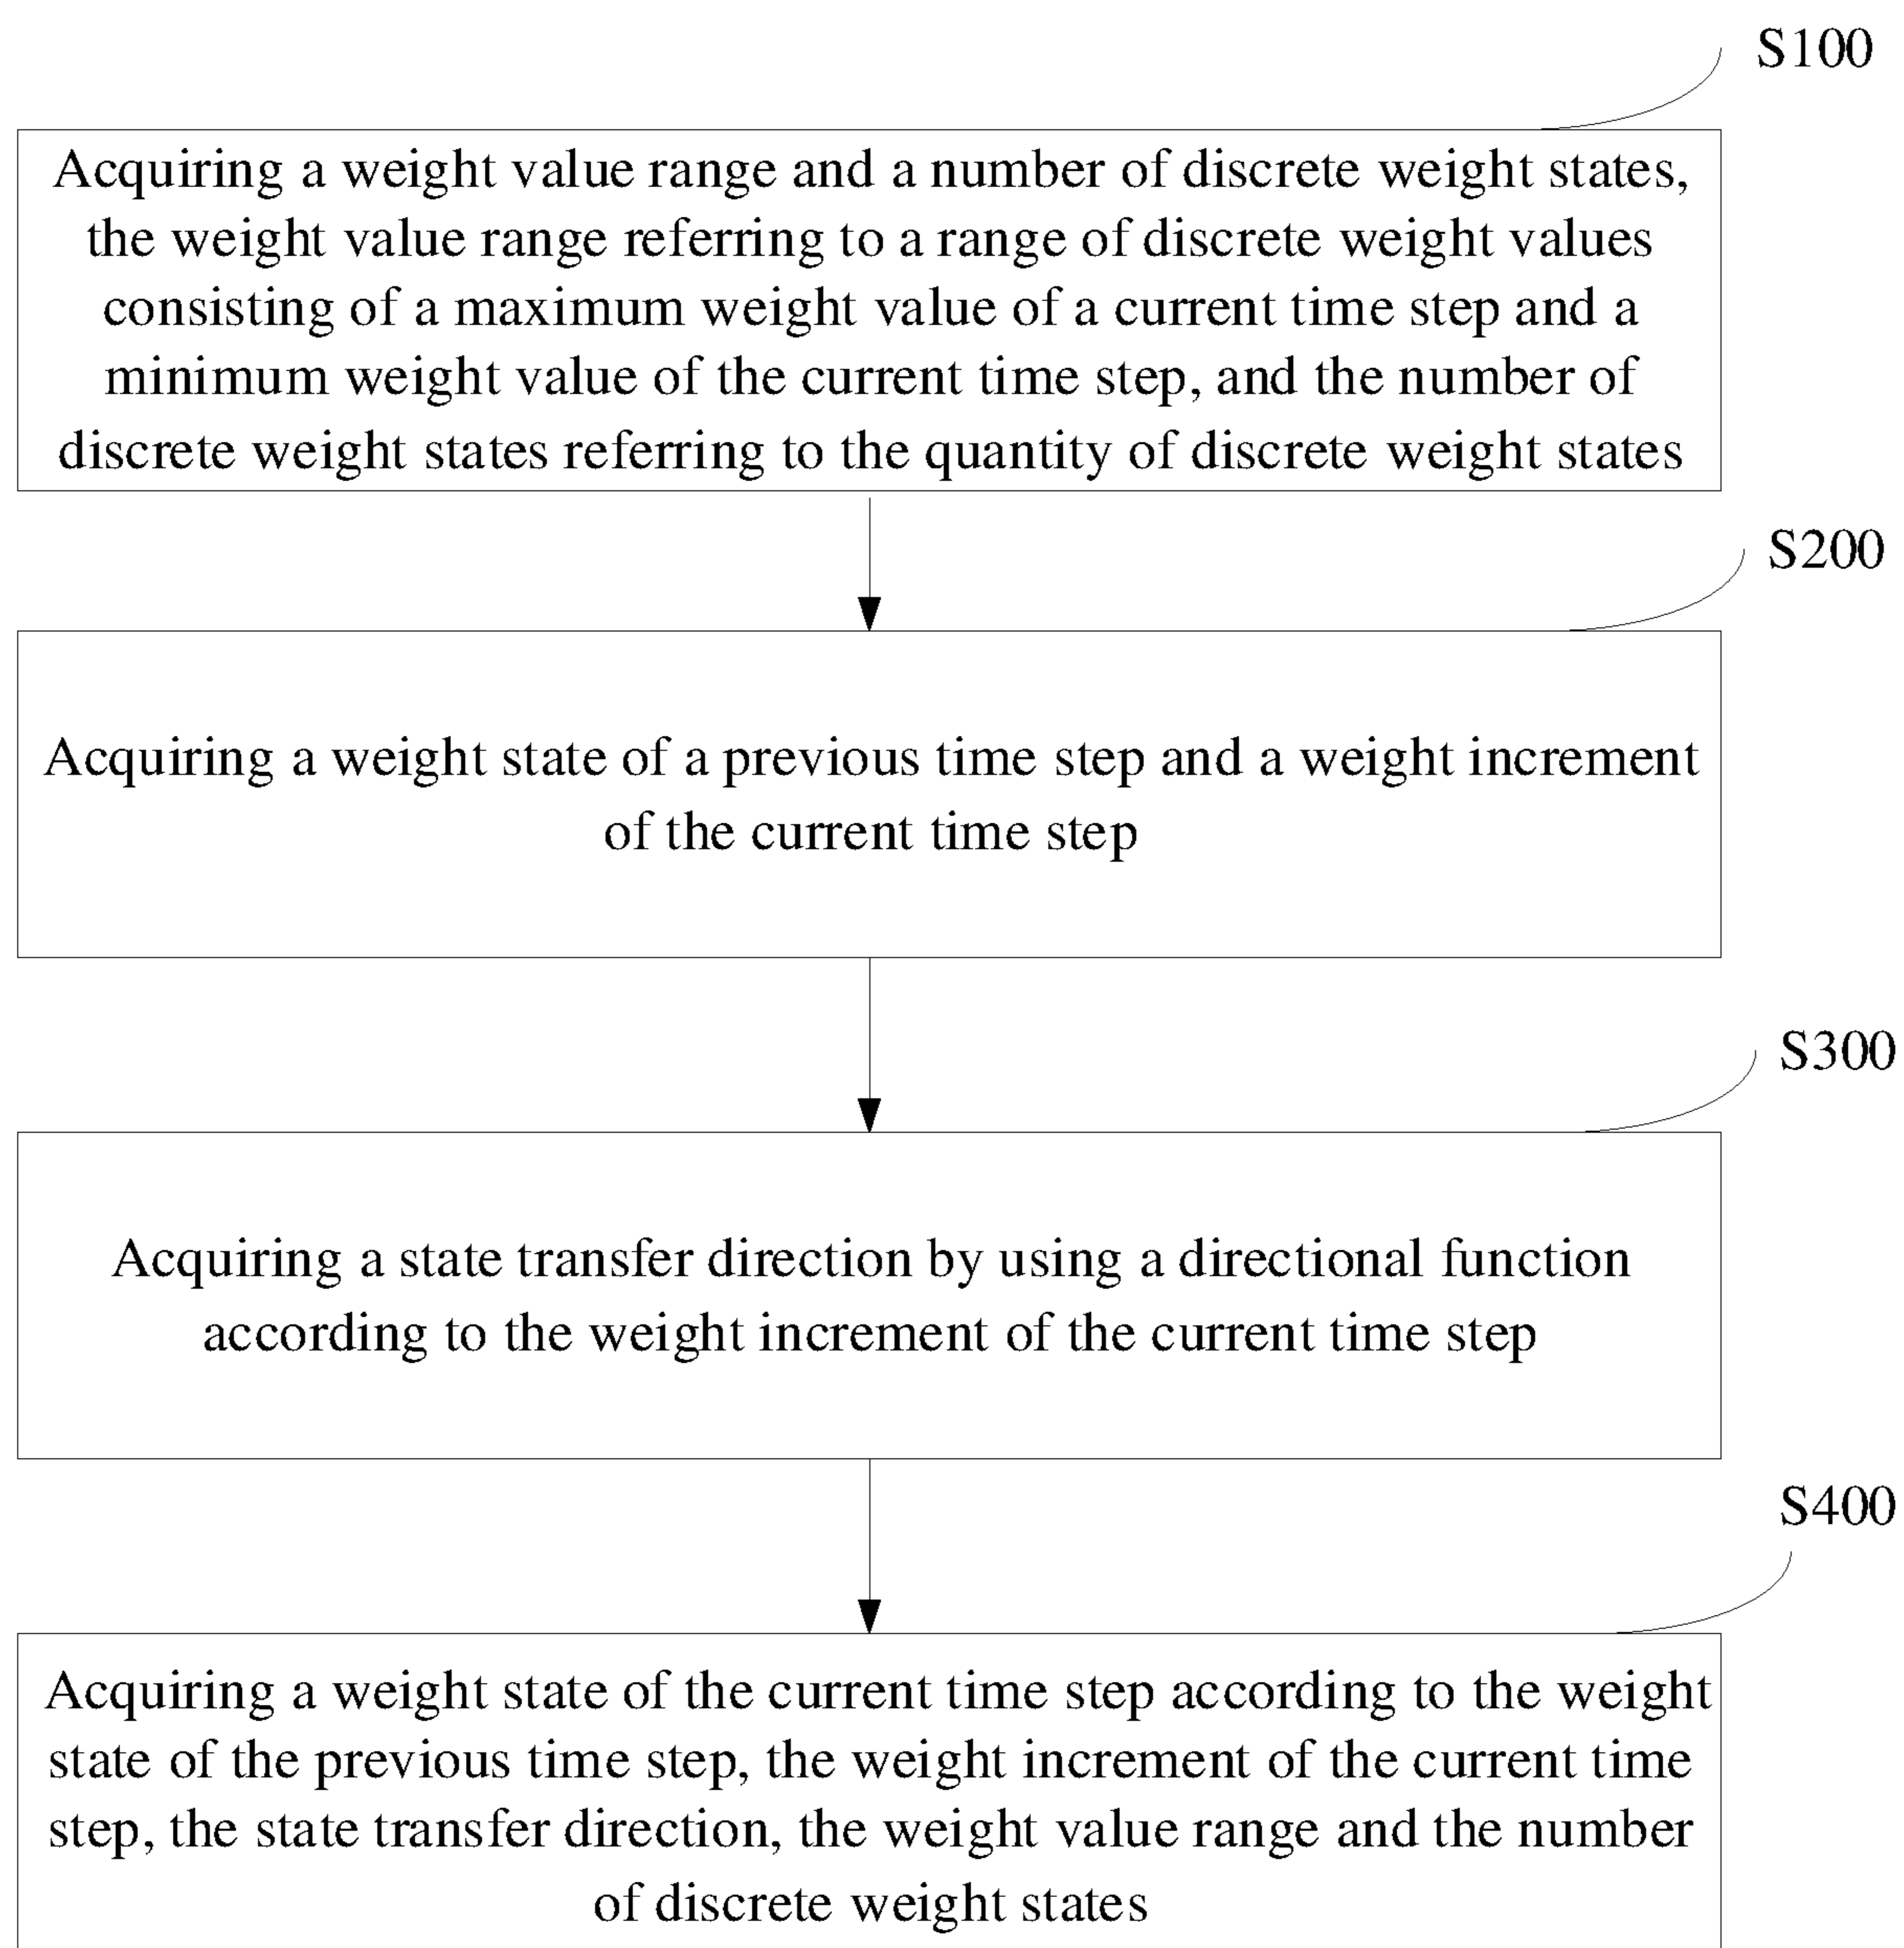 S100
Acquiring a weight value range and a number of discrete weight states,
the weight value range referring to a range of discrete weight values
consisting of a maximum weight value of a current time step and a
minimum weight value of the current time step, and the number of
discrete weight states referring to the quantity of discrete weight states
S200
Acquiring a weight state of a previous time step and a weight increment
of the current time step
S300
Acquiring a state transfer direction by using a directional function
according to the weight increment of the current time step
S400
Acquiring a weight state of the current time step according to the weight
state of the previous time step, the weight increment of the current time
step, the state transfer direction, the weight value range and the number
of discrete weight states